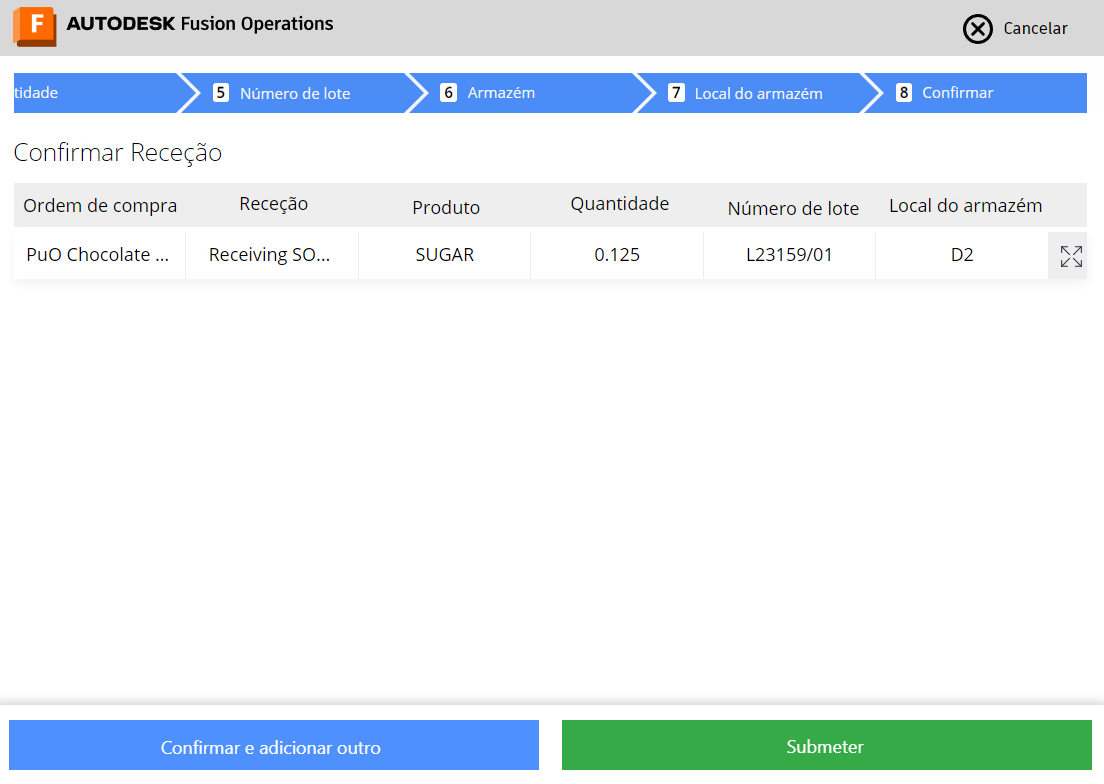 F AUTODESK Fusion Operations Cancelar
tidade 5 Número de lote 6 Armazém 7 Local do armazém 8 Confirmar
Confirmar Receção
Ordem de compra Receção Produto Quantidade Número de lote Local do armazém
PuO Chocolate ... Receiving SO... SUGAR 0.125 L23159/01 D2
Confirmar e adicionar outro Submeter